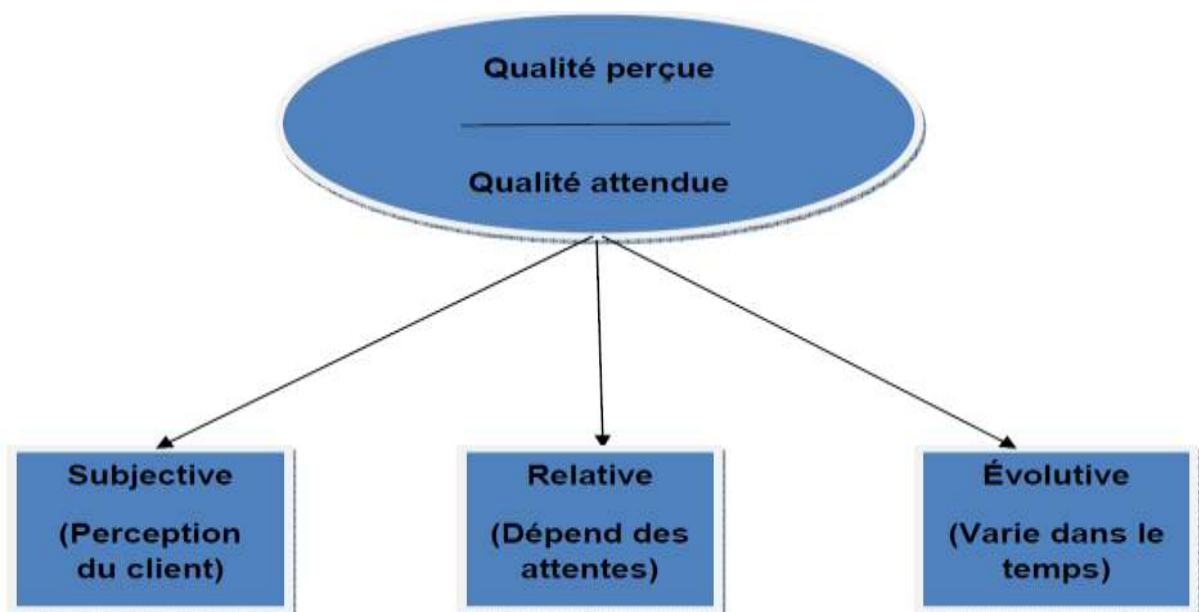 Qualité perçue
Qualité attendue
Subjective
(Perception
du client)
Relative
(Dépend des
attentes)
Évolutive
(Varie dans le
temps)